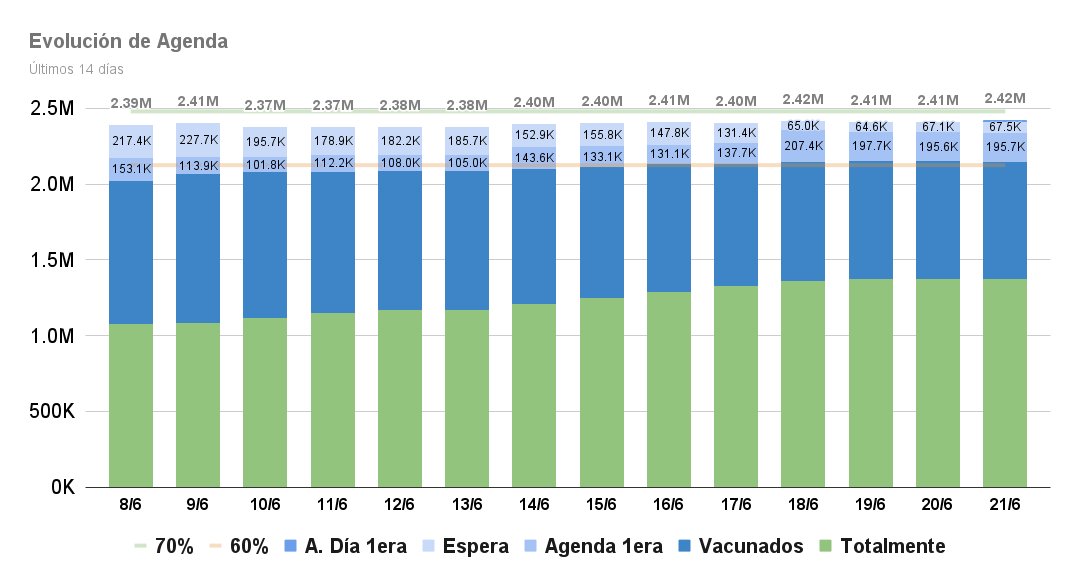 Evolución de Agenda
Últimos 14 días
2.39M 2.41M 2.37M 2.37M 2.38M 2.38M 2.40M 2.40M 2.41M 2.40M 2.42M 2.41M 2.41M 2.42M
2.5M
217.4K 227.7K 195.7K 178.9K 182.2K 185.7K 152.9K 155.8K 147.8K 131.4K 65.0K 64.6K 67.1K 67.5K
153.1K 113.9K 101.8K 112.2K 108.0K 105.0K 143.6K 133.1K 131.1K 137.7K 207.4K 197.7K 195.6K 195.7K
2.0M
1.5M
1.0M
500K
0K
8/6 9/6 10/6 11/6 12/6 13/6 14/6 15/6 16/6 17/6 18/6 19/6 20/6 21/6
70% 60% A. Día 1era Espera Agenda 1era Vacunados Totalmente